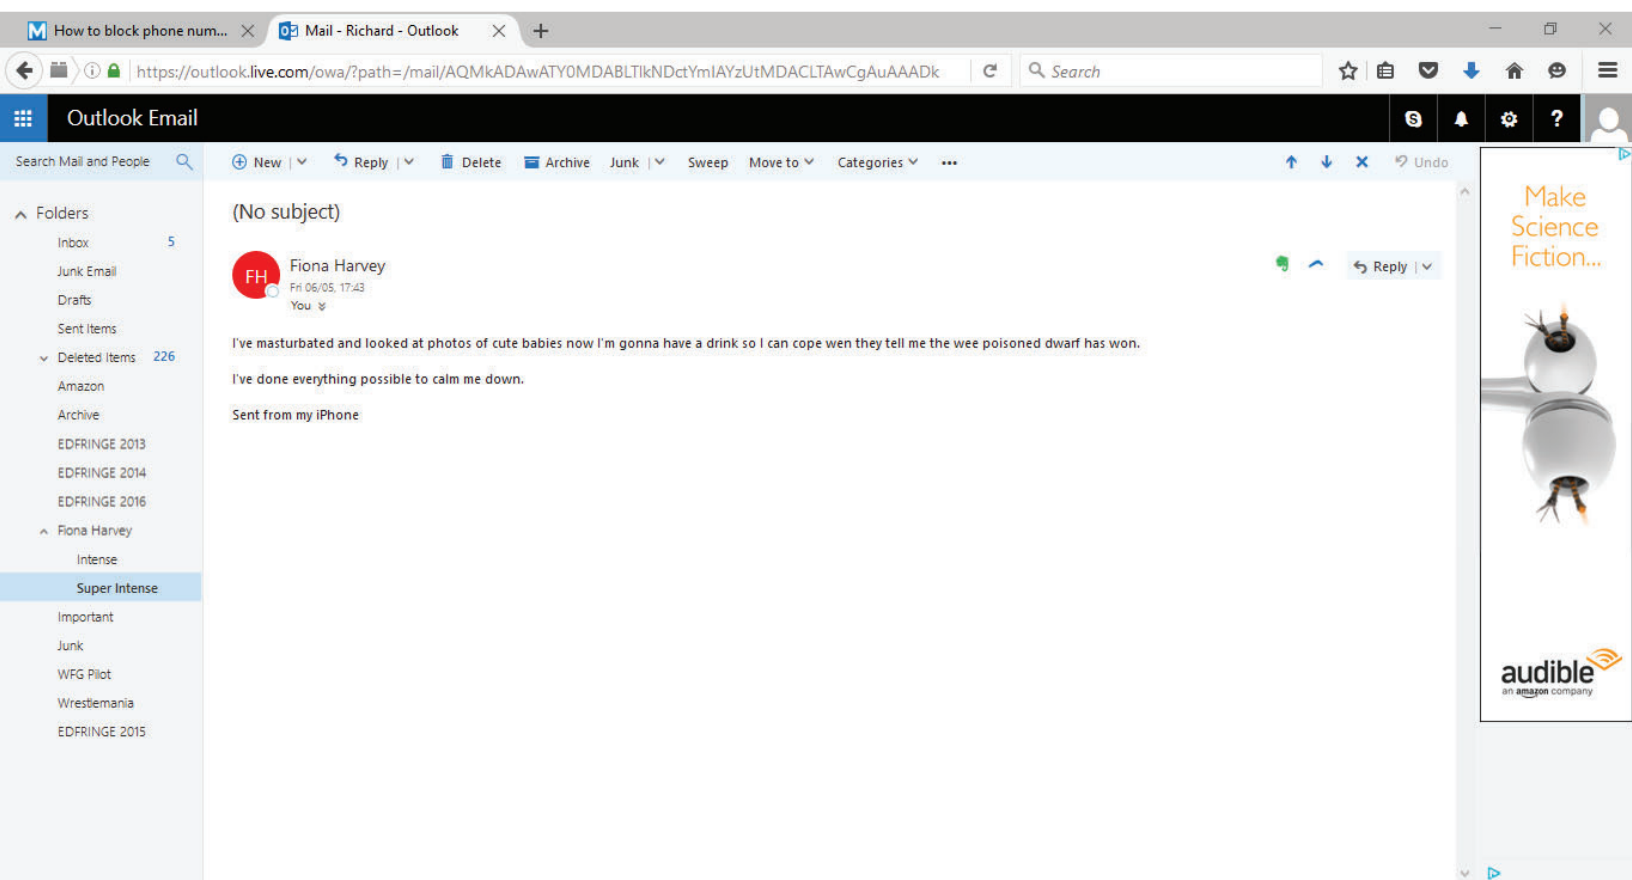 How to block phone num...
Mail - Richard - Outlook
https://outlook.live.com/owa/?path=/mail/AQMkADAwATY0MDABLTlkNDctYmIAYzUtMDACLTAwCgAuAAADk
Search
Outlook Email
Search Mail and People
New
Reply
Delete
Archive
Junk
Sweep
Move to
Categories
Undo
Folders
Inbox 5
Junk Email
Drafts
Sent Items
Deleted Items 226
Amazon
Archive
EDFRINGE 2013
EDFRINGE 2014
EDFRINGE 2016
Fiona Harvey
Intense
Super Intense
Important
Junk
WFG Pilot
Wrestlemania
EDFRINGE 2015
(No subject)
FH
Fiona Harvey
Fri 06/05, 17:43
You
Reply
I've masturbated and looked at photos of cute babies now I'm gonna have a drink so I can cope wen they tell me the wee poisoned dwarf has won.
I've done everything possible to calm me down.
Sent from my iPhone
Make
Science
Fiction...
audible
an amazon company